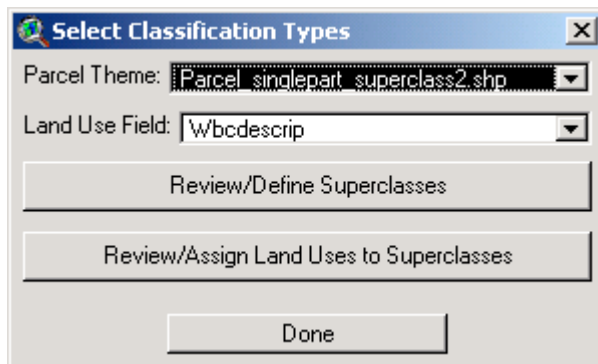 Select Classification Types
Parcel Theme: Parcel_singlepart_superclass2.shp
Land Use Field: Wbcdescrip
Review/Define Superclasses
Review/Assign Land Uses to Superclasses
Done